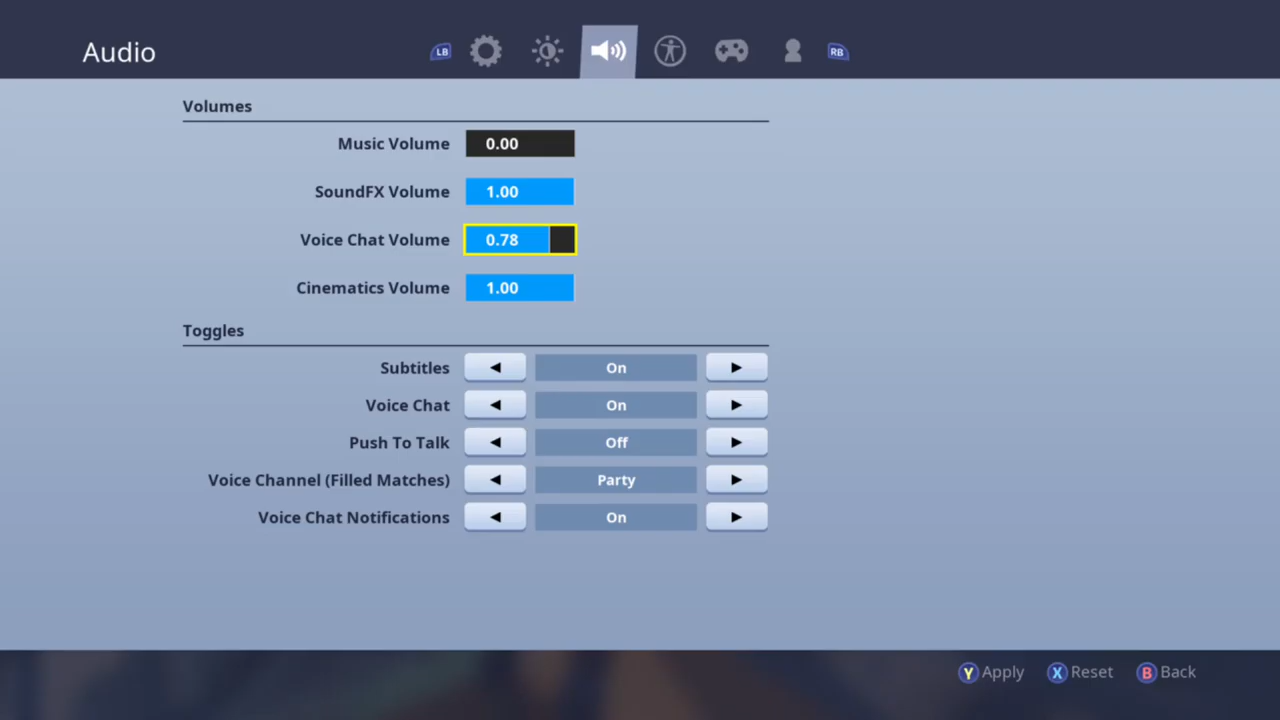 Audio
LB
RB
Volumes
Music Volume 0.00
SoundFX Volume 1.00
Voice Chat Volume 0.78
Cinematics Volume 1.00
Toggles
Subtitles On
Voice Chat On
Push To Talk Off
Voice Channel (Filled Matches) Party
Voice Chat Notifications On
Y Apply X Reset B Back